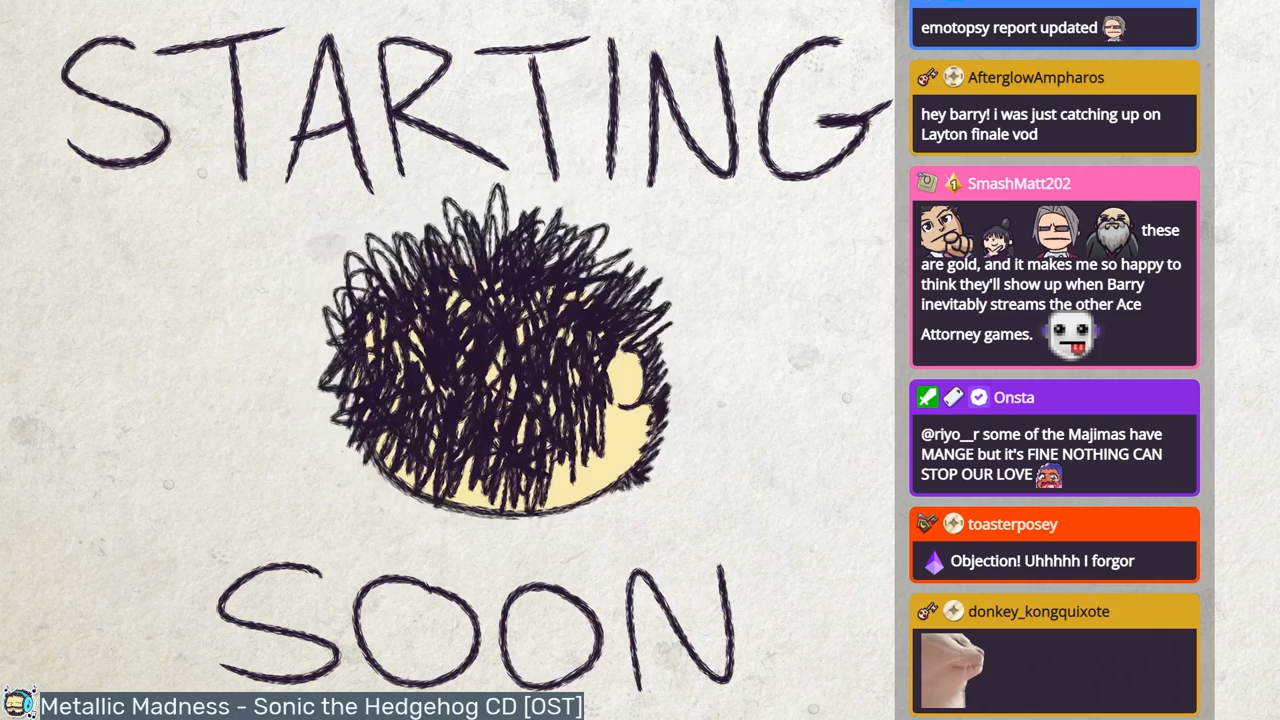 STARTING
SOON
Metallic Madness - Sonic the Hedgehog CD [OST]
emotopsy report updated
AfterglowAmpharos
hey barry! i was just catching up on
Layton finale vod
1
SmashMatt202
these
are gold, and it makes me so happy to
think they'll show up when Barry
inevitably streams the other Ace
Attorney games.
Onsta
@riyo__r some of the Majimas have
MANGE but it's FINE NOTHING CAN
STOP OUR LOVE
toasterposey
Objection! Uhhhhh I forgor
donkey_kongquixote